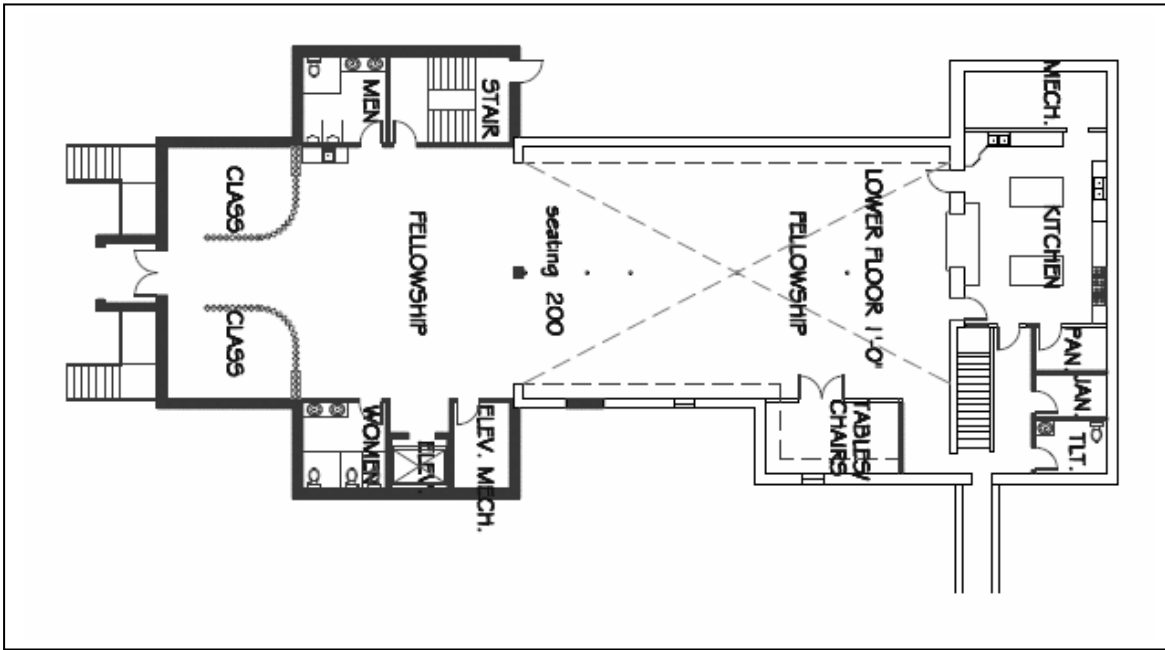 MEN
STAIR
MECH.
CLASS
FELLOWSHIP
seating 200
FELLOWSHIP
LOWER FLOOR 1'-0"
KITCHEN
CLASS
PAN.
JAN.
WOMEN
ELEV.
ELEV. MECH.
TABLES/
CHAIRS
TLT.